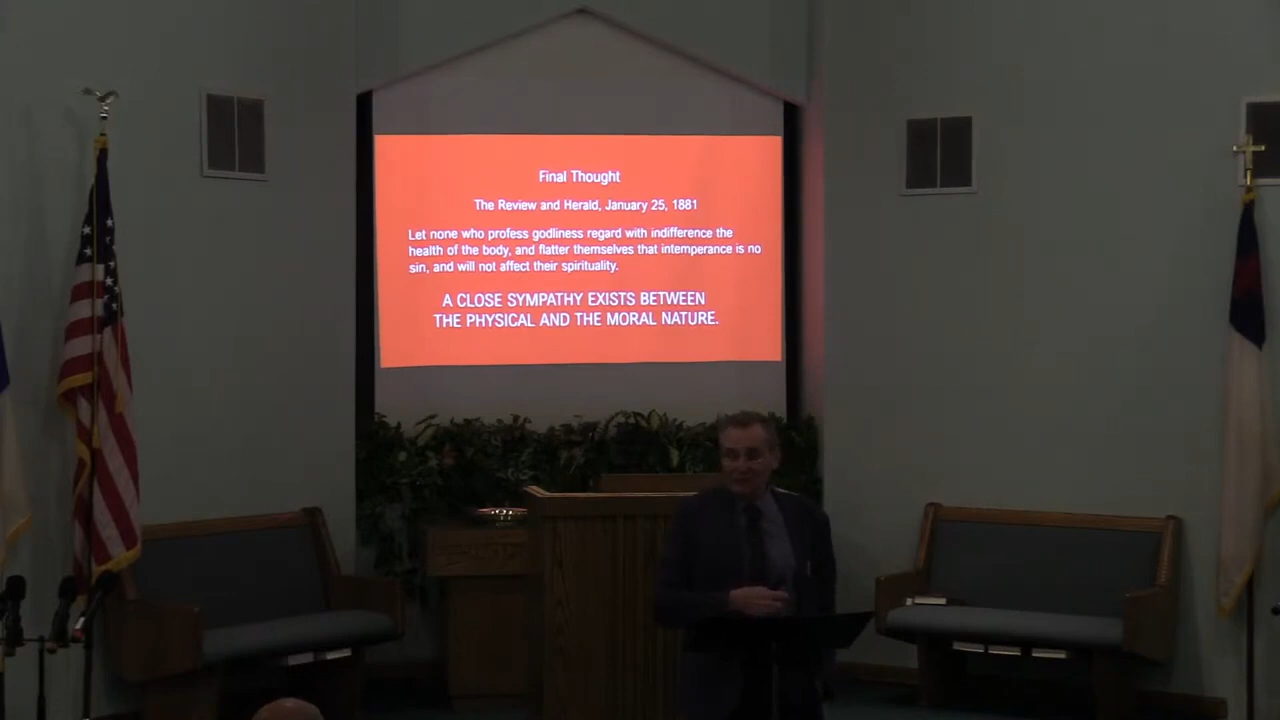 Final Thought
The Review and Herald, January 25, 1881
Let none who profess godliness regard with indifference the
health of the body, and flatter themselves that intemperance is no
sin, and will not affect their spirituality.
A CLOSE SYMPATHY EXISTS BETWEEN
THE PHYSICAL AND THE MORAL NATURE.